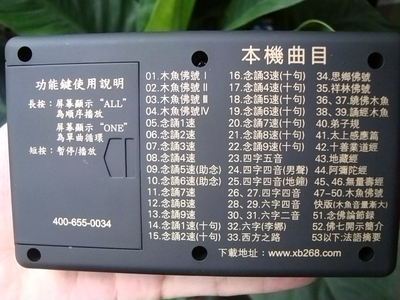 功能鍵使用說明
長按：屏幕顯示 “ALL”
為順序播放
屏幕顯示 “ONE”
為單曲循環
短按：暫停/播放
400-655-0034
本機曲目
01.木魚佛號Ⅰ
02.木魚佛號Ⅱ
03.木魚佛號Ⅲ
04.木魚佛號Ⅳ
05.念誦1速
06.念誦2速
07.念誦3速
08.念誦4速
09.念誦5速(助念)
10.念誦6速(助念)
11.念誦7速
12.念誦8速
13.念誦9速
14.念誦1速(十句)
15.念誦2速(十句)
16.念誦3速(十句)
17.念誦4速(十句)
18.念誦5速(十句)
19.念誦6速(十句)
20.念誦7速(十句)
21.念誦8速(十句)
22.念誦9速(十句)
23.四字五音
24.四字四音(男聲)
25.四字四音(地鐘)
26、27.四字四音
28、29.六字四音
30、31.六字二音
32.六字(李娜)
33.西方之路
34.思鄉佛號
35.祥林佛號
36、37.繞佛木魚
38、39.誦經木魚
40.弟子規
41.太上感應篇
42.十善業道經
43.地藏經
44.阿彌陀經
45、46.無量壽經
47-50.木魚佛號
快版(木魚音量漸大)
51.念佛論節錄
52.佛七開示簡介
53以下:法語摘要
下載地址：www.xb268.com